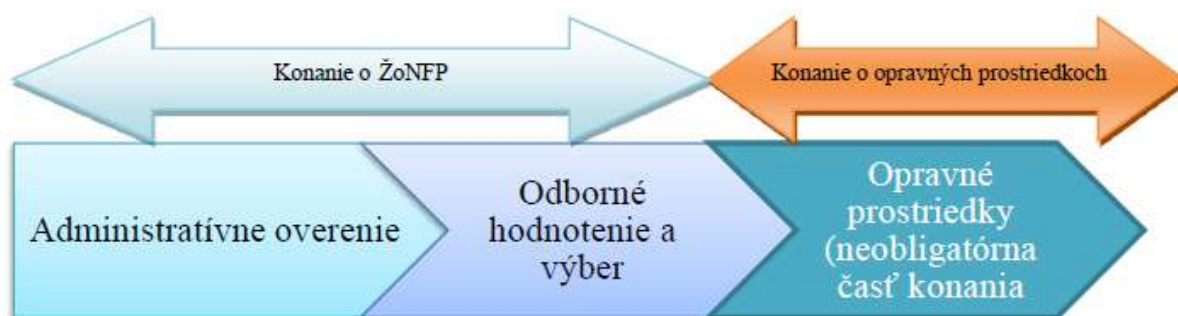 Konanie o ŽoNFP
Konanie o opravných prostriedkoch
Administratívne overenie
Odborné
hodnotenie a
výber
Opravné
prostriedky
(neobligatórna
časť konania